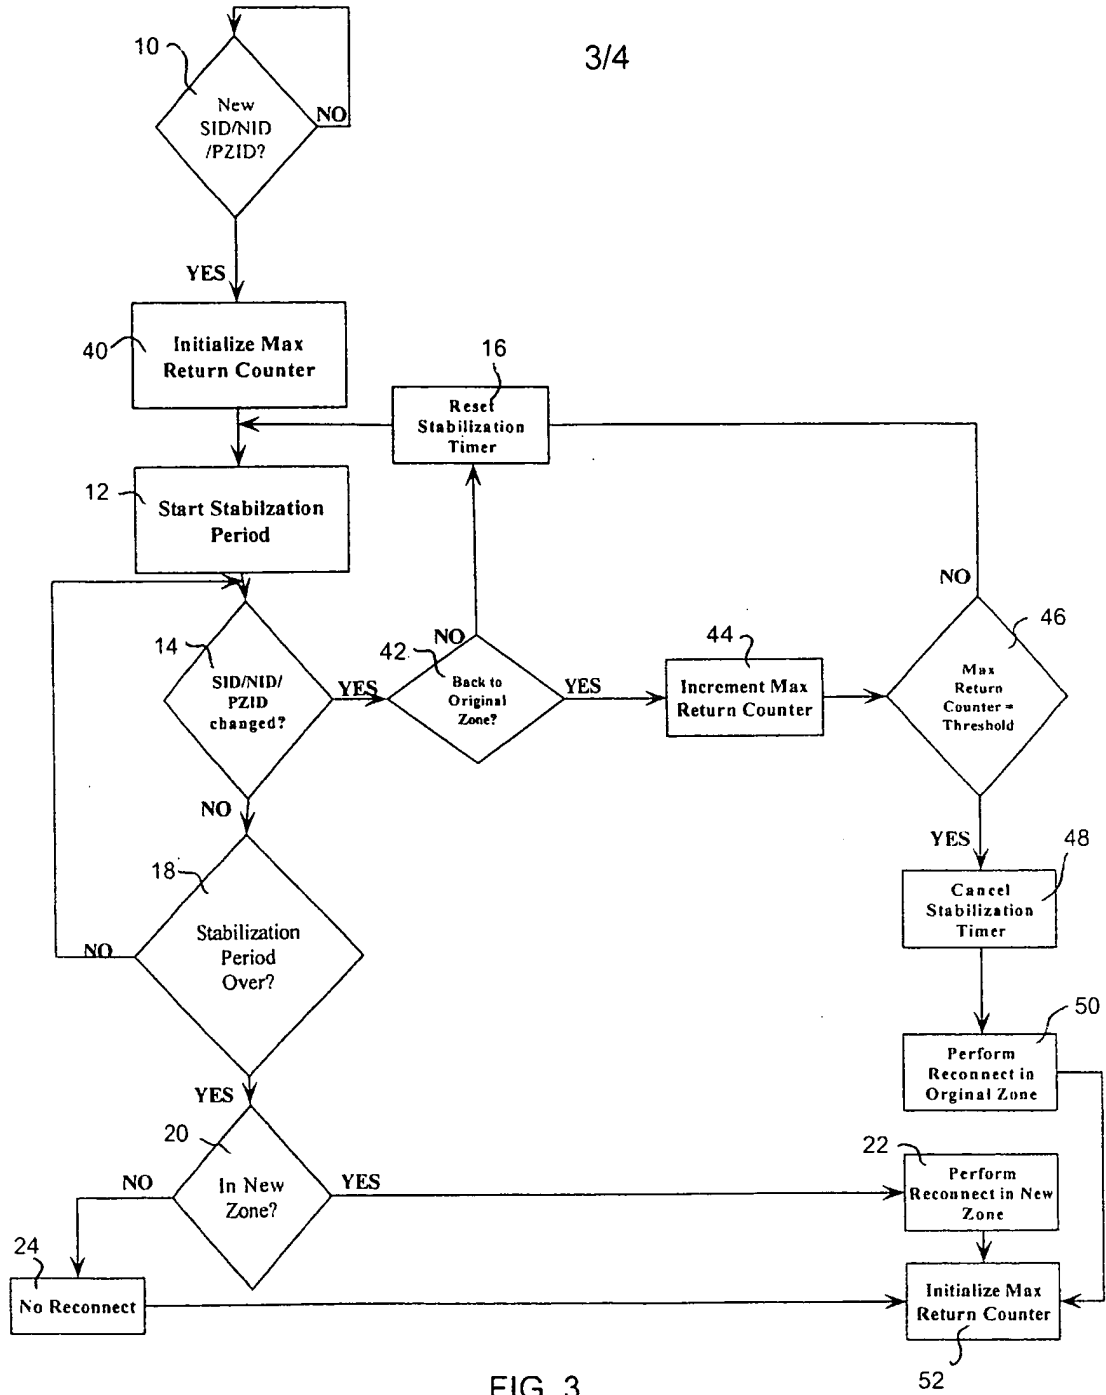 3/4
10
New
SID/NID
/PZID?
NO
YES
40
Initialize Max
Return Counter
16
Reset
Stabilization
Timer
12
Start Stabilzation
Period
NO
14
SID/NID/
PZID
changed?
YES
42
NO
Back to
Original
Zone?
YES
44
Increment Max
Return Counter
46
Max
Return
Counter =
Threshold
NO
18
Stabilization
Period
Over?
NO
YES
48
Cancel
Stabilization
Timer
50
Perform
Reconnect in
Orginal Zone
YES
20
In New
Zone?
NO
YES
22
Perform
Reconnect in New
Zone
24
No Reconnect
Initialize Max
Return Counter
52
FIG. 3